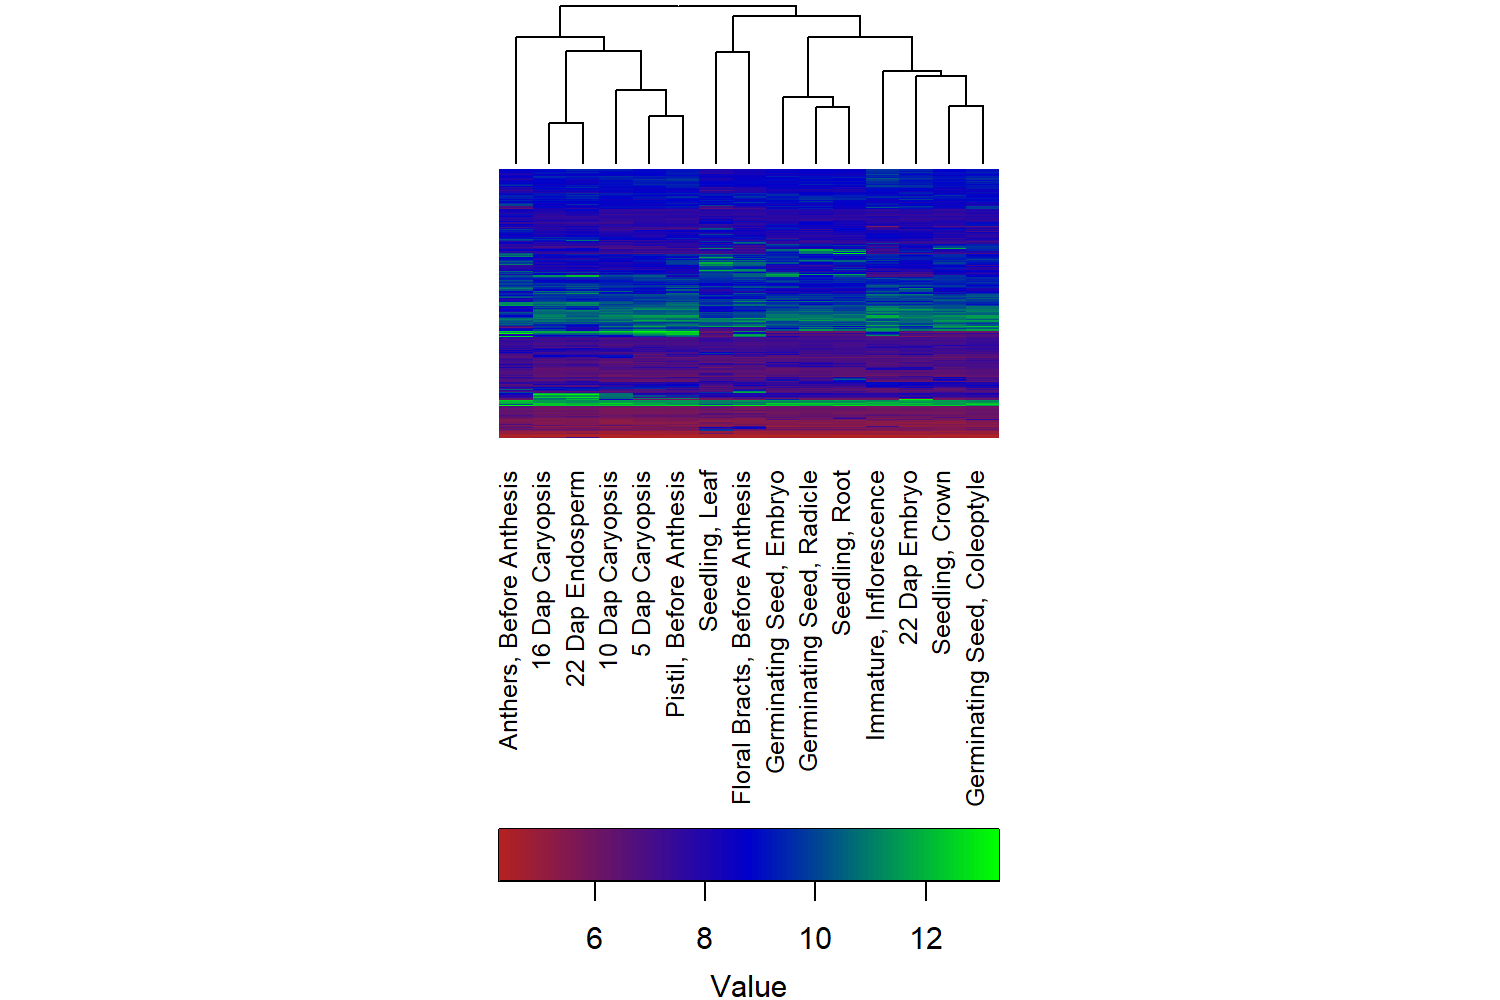 Anthers, Before Anthesis
16 Dap Caryopsis
22 Dap Endosperm
10 Dap Caryopsis
5 Dap Caryopsis
Pistil, Before Anthesis
Seedling, Leaf
Floral Bracts, Before Anthesis
Germinating Seed, Embryo
Germinating Seed, Radicle
Seedling, Root
Immature, Inflorescence
22 Dap Embryo
Seedling, Crown
Germinating Seed, Coleoptyle
6 8 10 12
Value